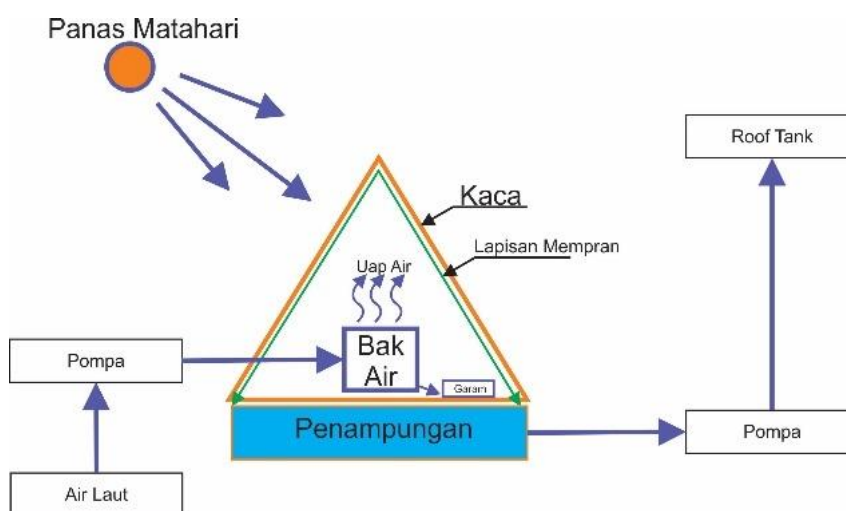 Panas Matahari
Roof Tank
Kaca
Lapisan Mempran
Uap Air
Pompa
Bak
Air
Garam
Penampungan
Pompa
Air Laut